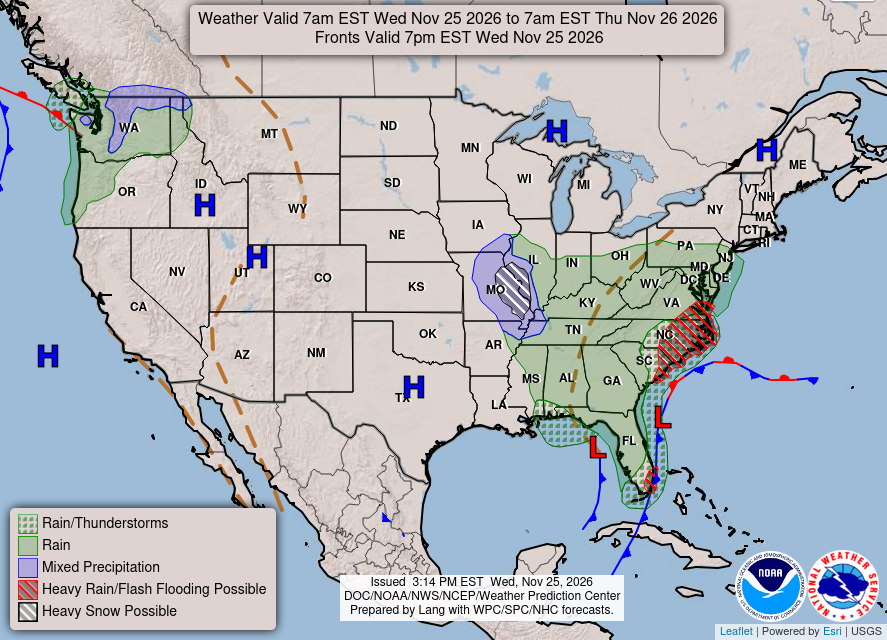 Weather Valid 7am EST Wed Nov 25 2026 to 7am EST Thu Nov 26 2026
Fronts Valid 7pm EST Wed Nov 25 2026
WA
MT
ND
MN
ME
OR
ID
H
H
H
WY
SD
WI
MI
VT
NH
NY
MA
CT
RI
IA
NE
PA
NJ
OH
IL
IN
MD
DE
DC
H
UT
NV
CO
KS
MO
WV
VA
KY
CA
OK
TN
NC
AZ
NM
AR
SC
H
H
TX
MS
AL
GA
LA
L
L
FL
Rain/Thunderstorms
Rain
Mixed Precipitation
Heavy Rain/Flash Flooding Possible
Heavy Snow Possible
Issued 3:14 PM EST Wed, Nov 25, 2026
DOC/NOAA/NWS/NCEP/Weather Prediction Center
Prepared by Lang with WPC/SPC/NHC forecasts.
NOAA
NATIONAL WEATHER SERVICE
Leaflet | Powered by Esri | USGS